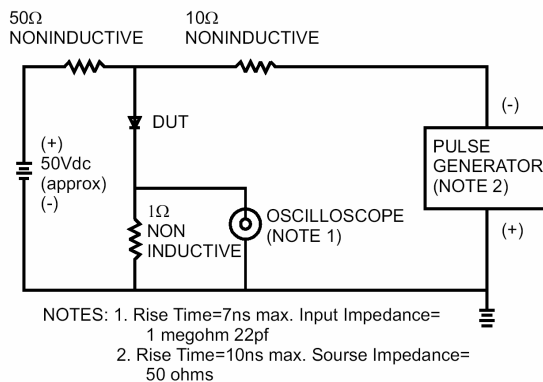 50Ω
NONINDUCTIVE
10Ω
NONINDUCTIVE
DUT
(+)
50Vdc
(approx)
(-)
1Ω
NON
INDUCTIVE
OSCILLOSCOPE
(NOTE 1)
(-)
PULSE
GENERATOR
(NOTE 2)
(+)
NOTES: 1. Rise Time=7ns max. Input Impedance=
1 megohm 22pf
2. Rise Time=10ns max. Sourse Impedance=
50 ohms